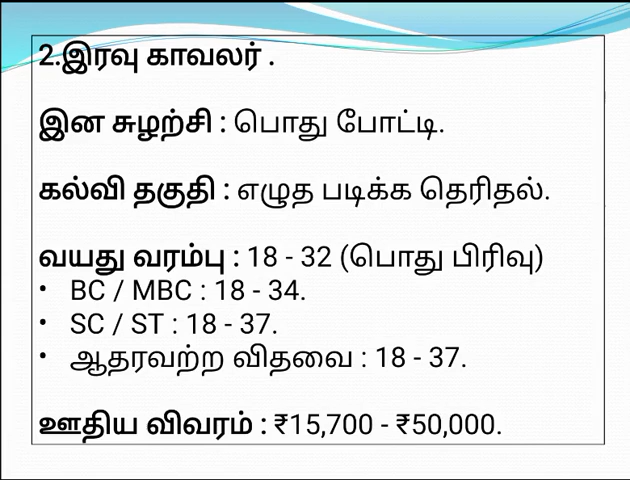 2.இரவு காவலர் .
இன சுழற்சி : பொது போட்டி.
கல்வி தகுதி : எழுத படிக்க தெரிதல்.
வயது வரம்பு : 18 - 32 (பொது பிரிவு)
• BC / MBC : 18 - 34.
• SC / ST : 18 - 37.
• ஆதரவற்ற விதவை : 18 - 37.
ஊதிய விவரம் : ₹15,700 - ₹50,000.